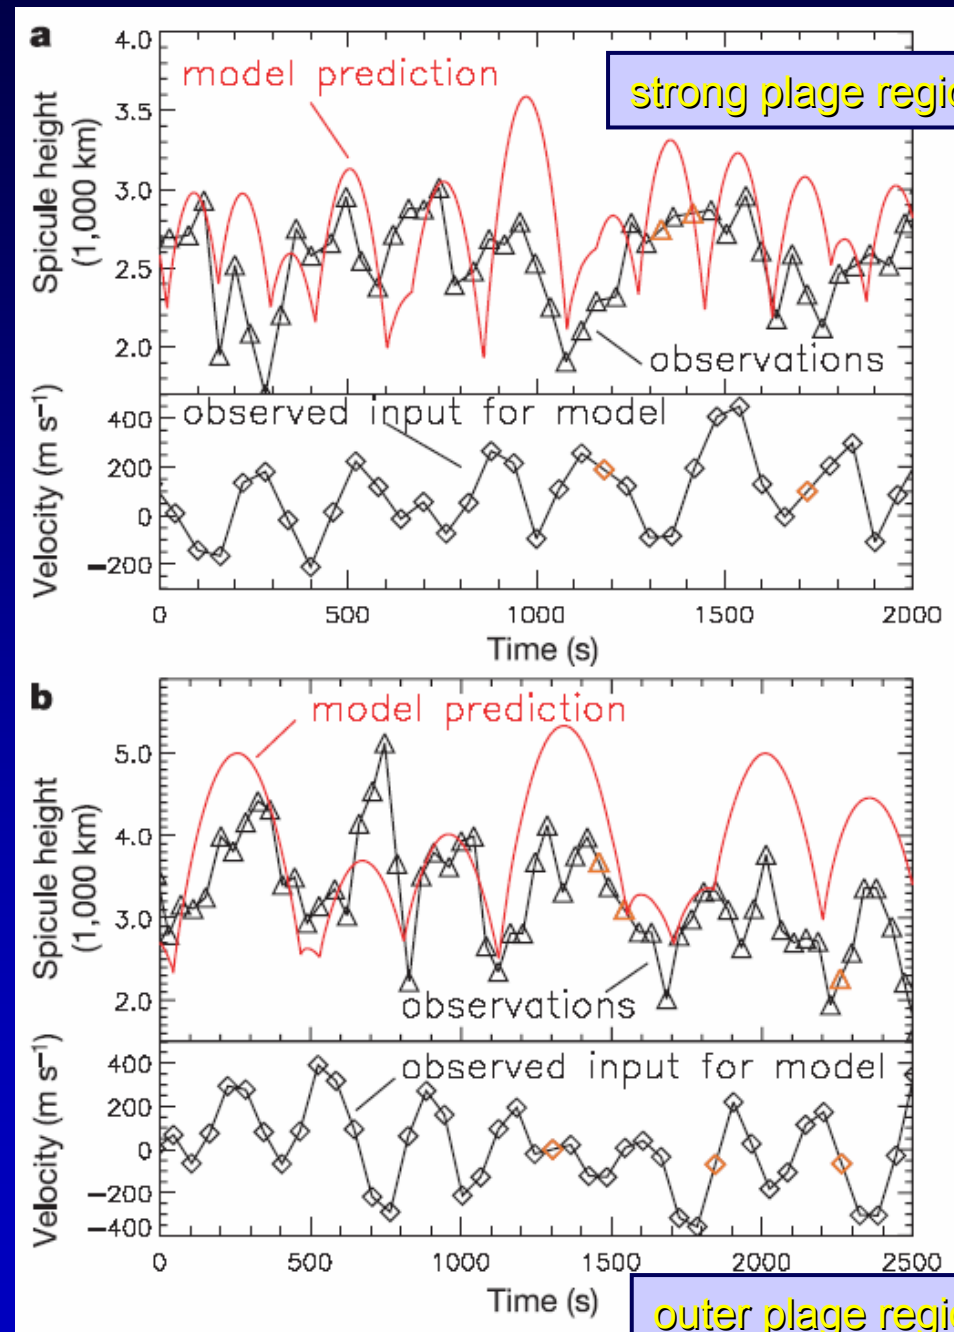 a
4.0
3.5
3.0
2.5
2.0
Spicule height
(1,000 km)
model prediction
strong plage regio
observations
Velocity (m s⁻¹)
400
200
0
−200
observed input for model
0 500 1000 1500 2000
Time (s)
b
5.0
4.0
3.0
2.0
Spicule height
(1,000 km)
model prediction
observations
Velocity (m s⁻¹)
400
200
0
−200
−400
observed input for model
0 500 1000 1500 2000 2500
Time (s)
outer plage regio